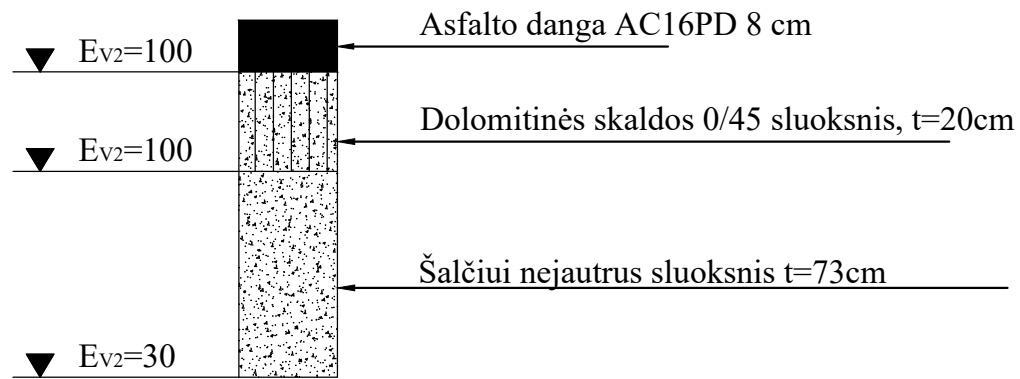 Asfalto danga AC16PD 8 cm
EV2=100
Dolomitinės skaldos 0/45 sluoksnis, t=20cm
EV2=100
Šalčiui nejautrus sluoksnis t=73cm
EV2=30